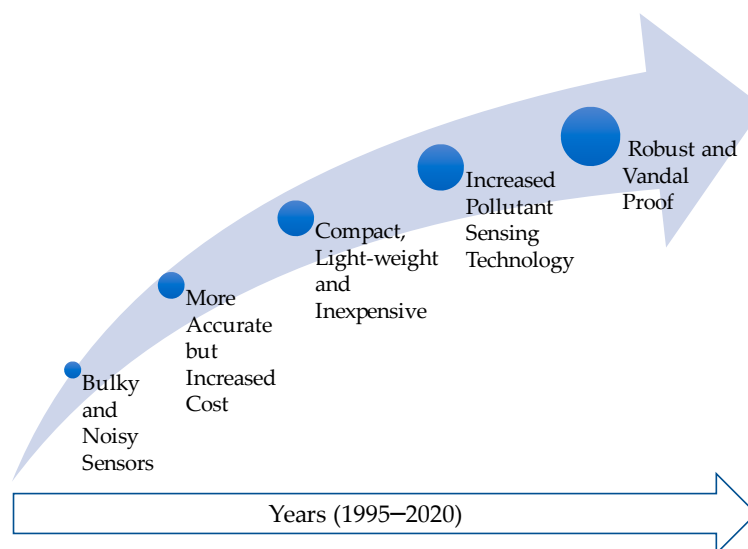 Bulky
and
Noisy
Sensors
More
Accurate
but
Increased
Cost
Compact,
Light-weight
and
Inexpensive
Increased
Pollutant
Sensing
Technology
Robust and
Vandal
Proof
Years (1995–2020)